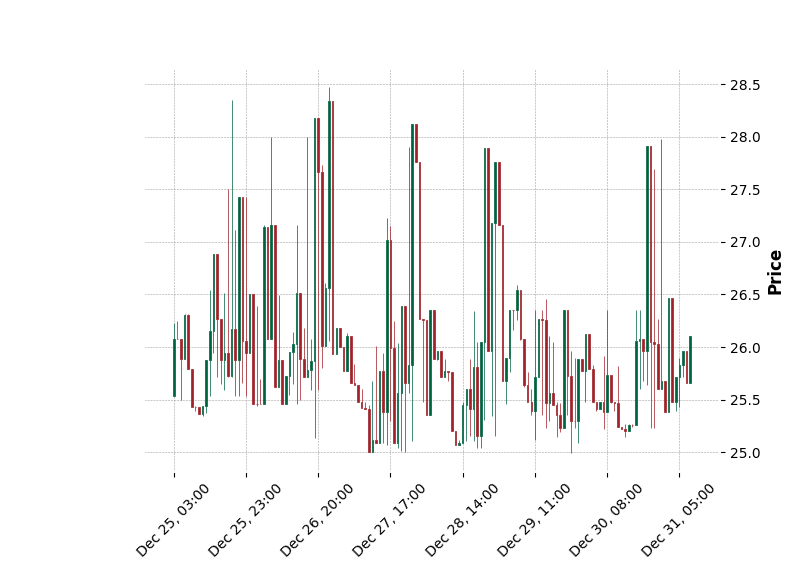 28.5
28.0
27.5
27.0
26.5
26.0
25.5
25.0
Price
Dec 25, 03:00
Dec 25, 23:00
Dec 26, 20:00
Dec 27, 17:00
Dec 28, 14:00
Dec 29, 11:00
Dec 30, 08:00
Dec 31, 05:00